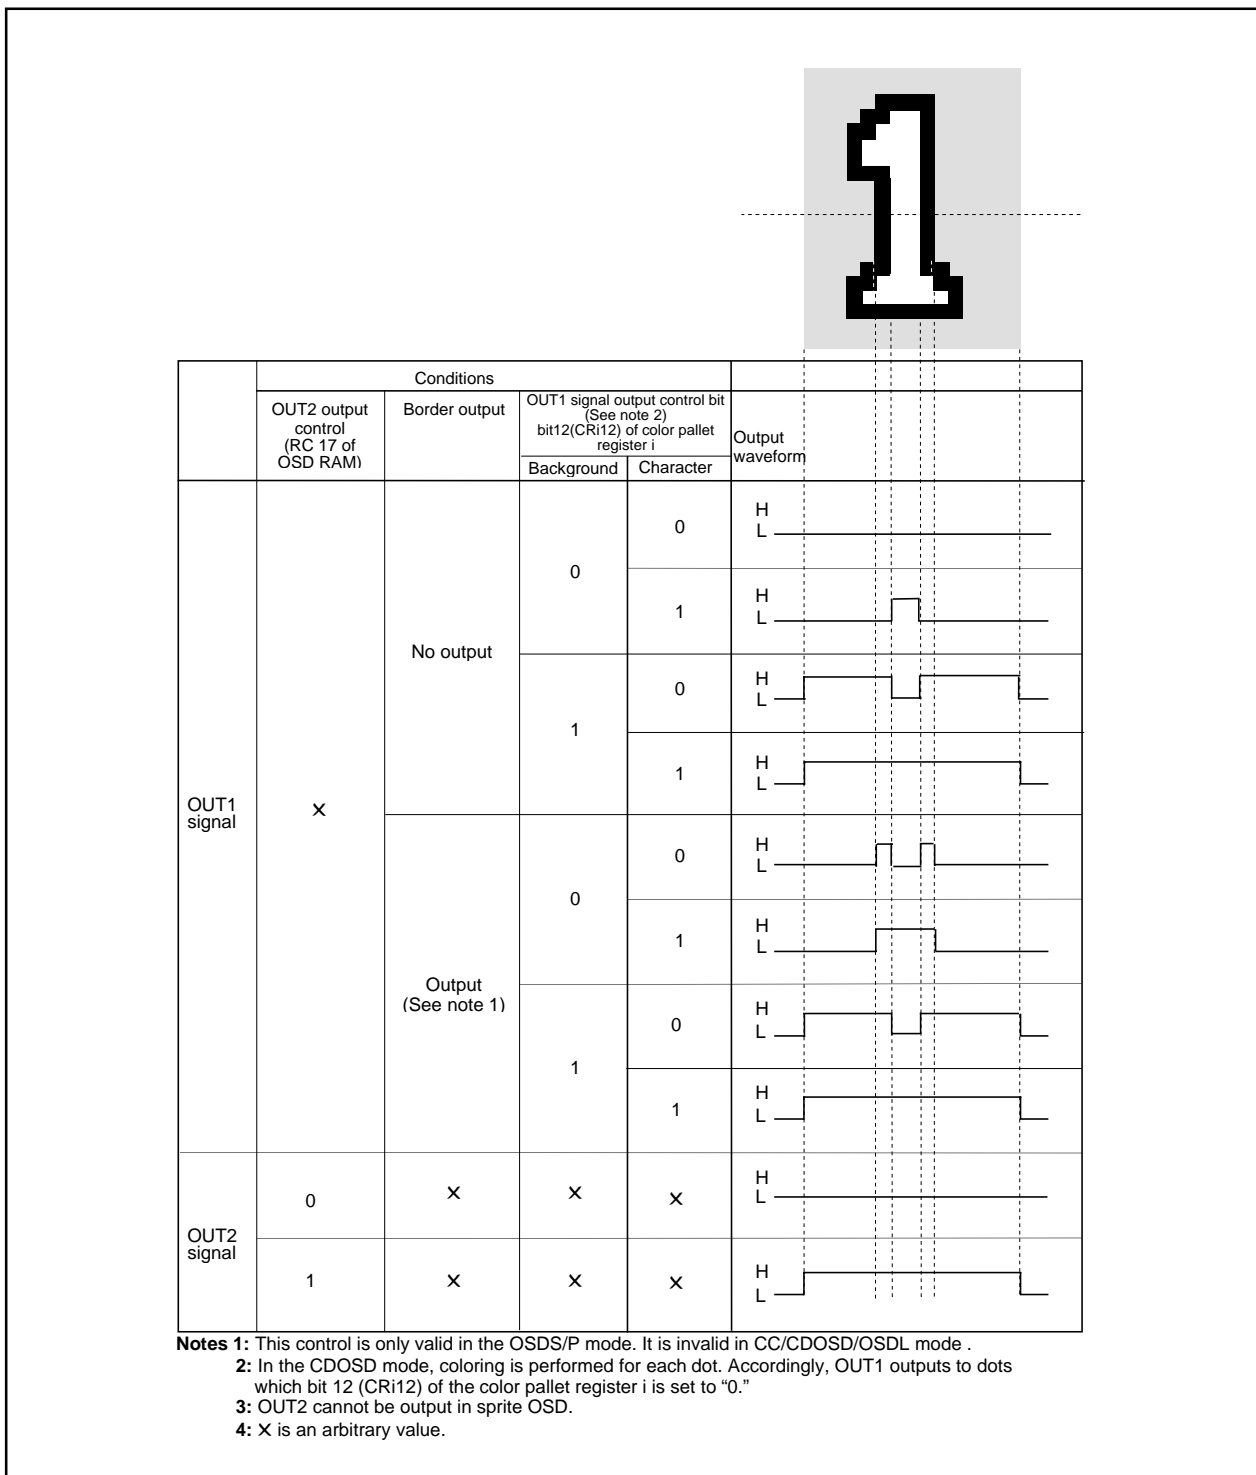 Conditions
OUT2 output
control
(RC 17 of
OSD RAM)
Border output
OUT1 signal output control bit
(See note 2)
bit12(CRi12) of color pallet
register i
Background
Character
Output
waveform
OUT1
signal
×
No output
0
0
H
L
1
H
L
1
0
H
L
1
H
L
Output
(See note 1)
0
0
H
L
1
H
L
1
0
H
L
1
H
L
OUT2
signal
0
×
×
×
H
L
1
×
×
×
H
L
Notes 1: This control is only valid in the OSDS/P mode. It is invalid in CC/CDOSD/OSDL mode .
2: In the CDOSD mode, coloring is performed for each dot. Accordingly, OUT1 outputs to dots
which bit 12 (CRi12) of the color pallet register i is set to “0.”
3: OUT2 cannot be output in sprite OSD.
4: × is an arbitrary value.